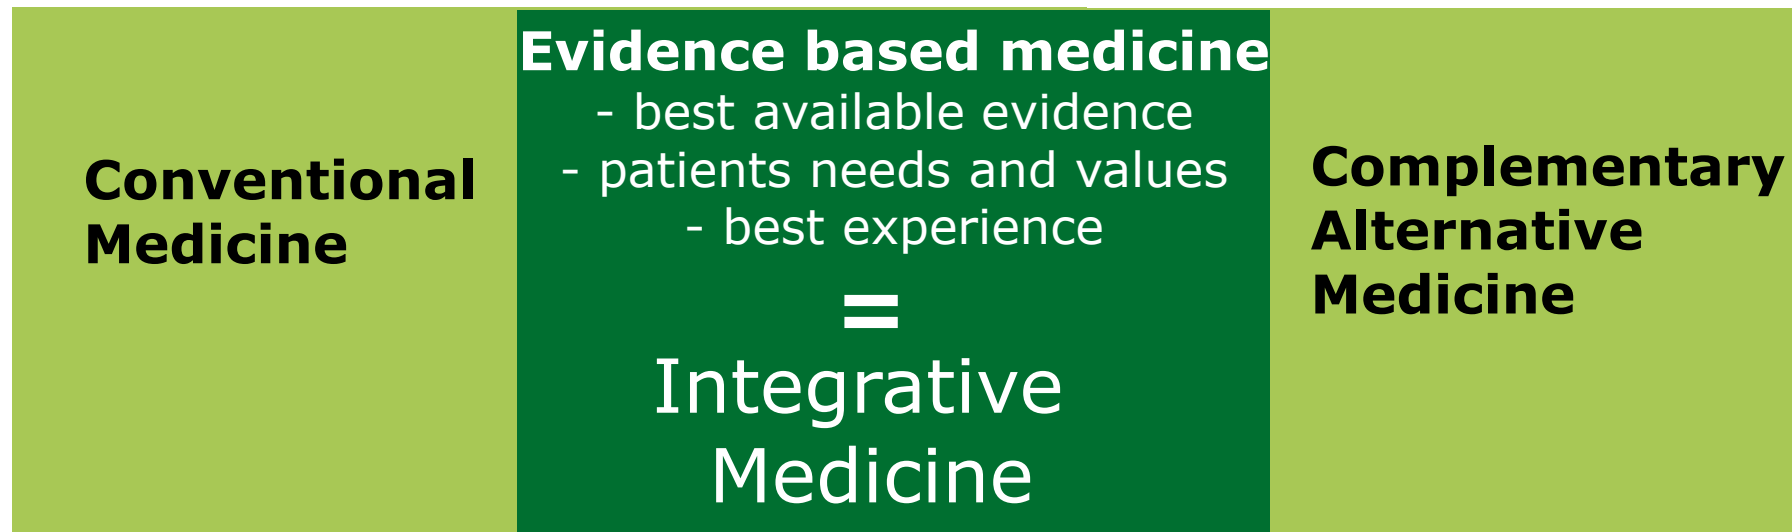 Conventional
Medicine
Evidence based medicine
- best available evidence
- patients needs and values
- best experience
=
Integrative
Medicine
Complementary
Alternative
Medicine